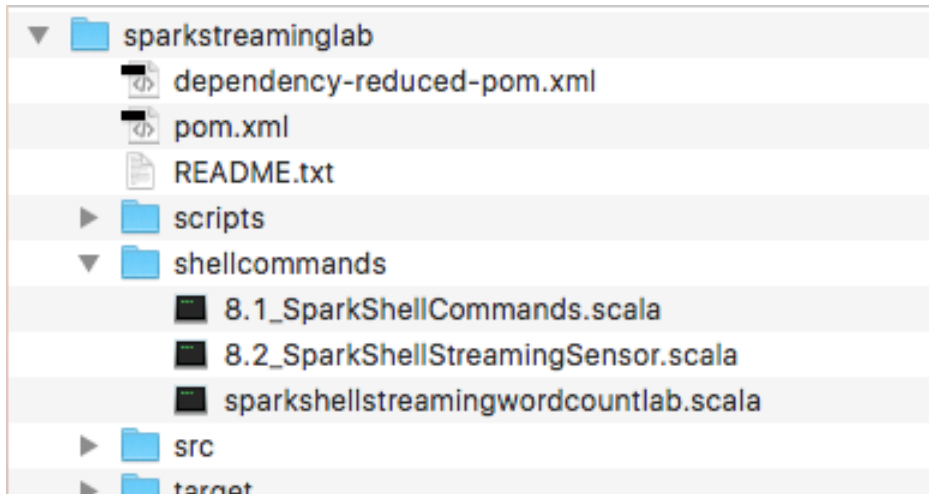 sparkstreaminglab
dependency-reduced-pom.xml
pom.xml
README.txt
scripts
shellcommands
8.1_SparkShellCommands.scala
8.2_SparkShellStreamingSensor.scala
sparkshellstreamingwordcountlab.scala
src
target